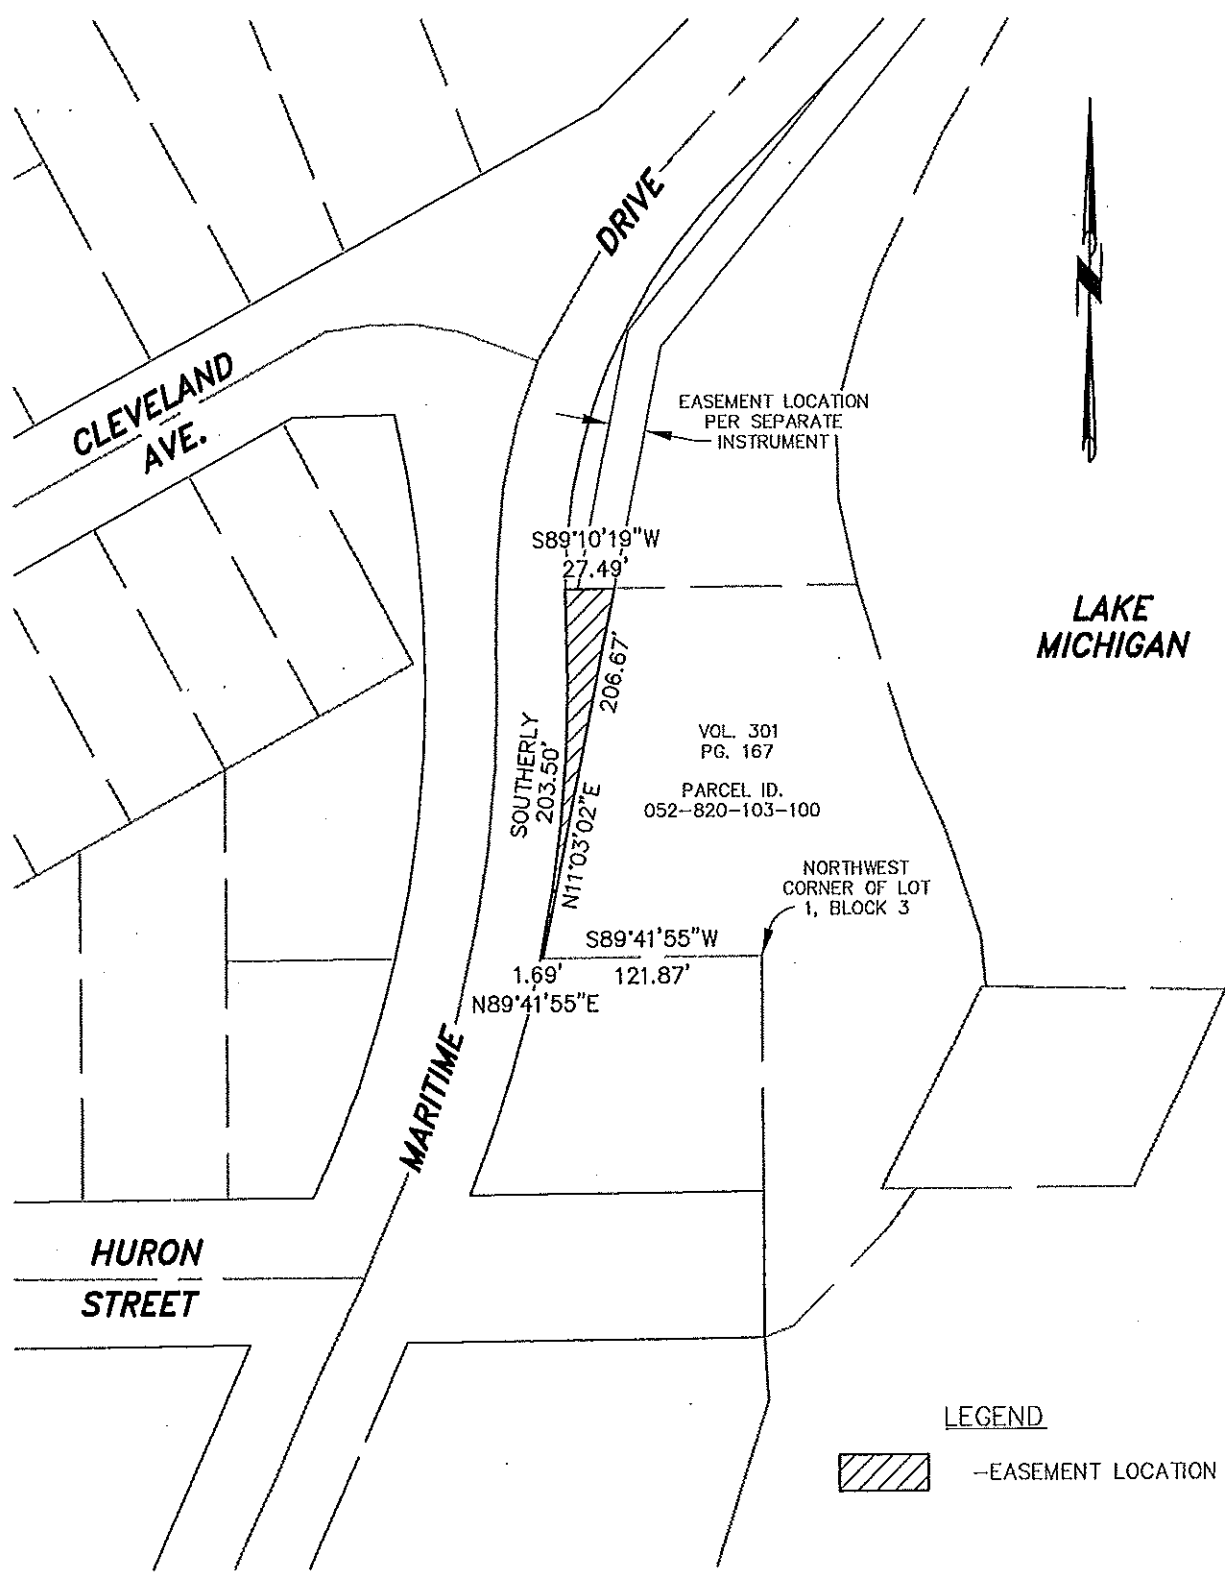 DRIVE
CLEVELAND
AVE.
EASEMENT LOCATION
PER SEPARATE
INSTRUMENT
S89°10'19"W
27.49'
LAKE
MICHIGAN
206.67'
N11°03'02"E
SOUTHERLY
203.50'
VOL. 301
PG. 167
PARCEL ID.
052-820-103-100
NORTHWEST
CORNER OF LOT
1, BLOCK 3
S89°41'55"W
121.87'
1.69'
N89°41'55"E
MARITIME
HURON
STREET
LEGEND
-EASEMENT LOCATION
N